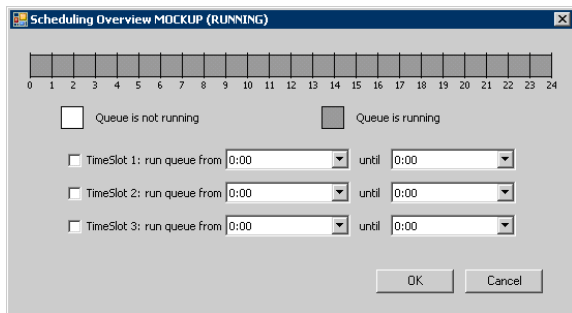 Scheduling Overview MOCKUP (RUNNING)
0 1 2 3 4 5 6 7 8 9 10 11 12 13 14 15 16 17 18 19 20 21 22 23 24
Queue is not running Queue is running
TimeSlot 1: run queue from 0:00 until 0:00
TimeSlot 2: run queue from 0:00 until 0:00
TimeSlot 3: run queue from 0:00 until 0:00
OK Cancel